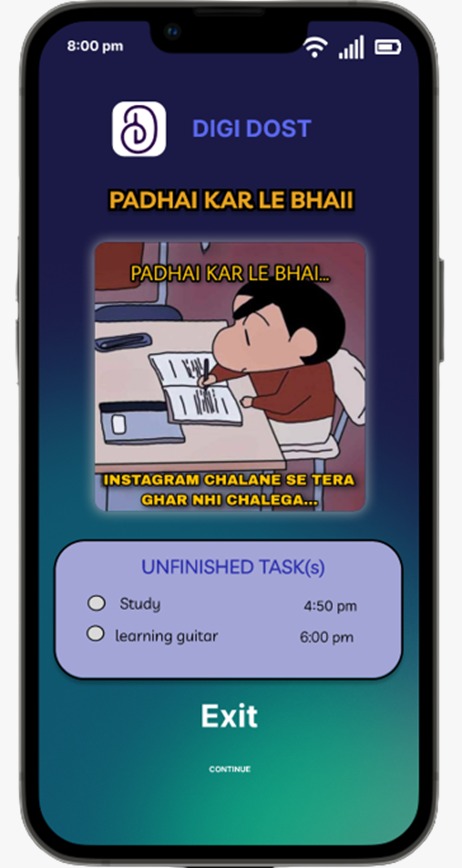 8:00 pm
DIGI DOST
PADHAI KAR LE BHAII
PADHAI KAR LE BHAI...
INSTAGRAM CHALANE SE TERA
GHAR NHI CHALEGA...
UNFINISHED TASK(s)
Study 4:50 pm
learning guitar 6:00 pm
Exit
CONTINUE